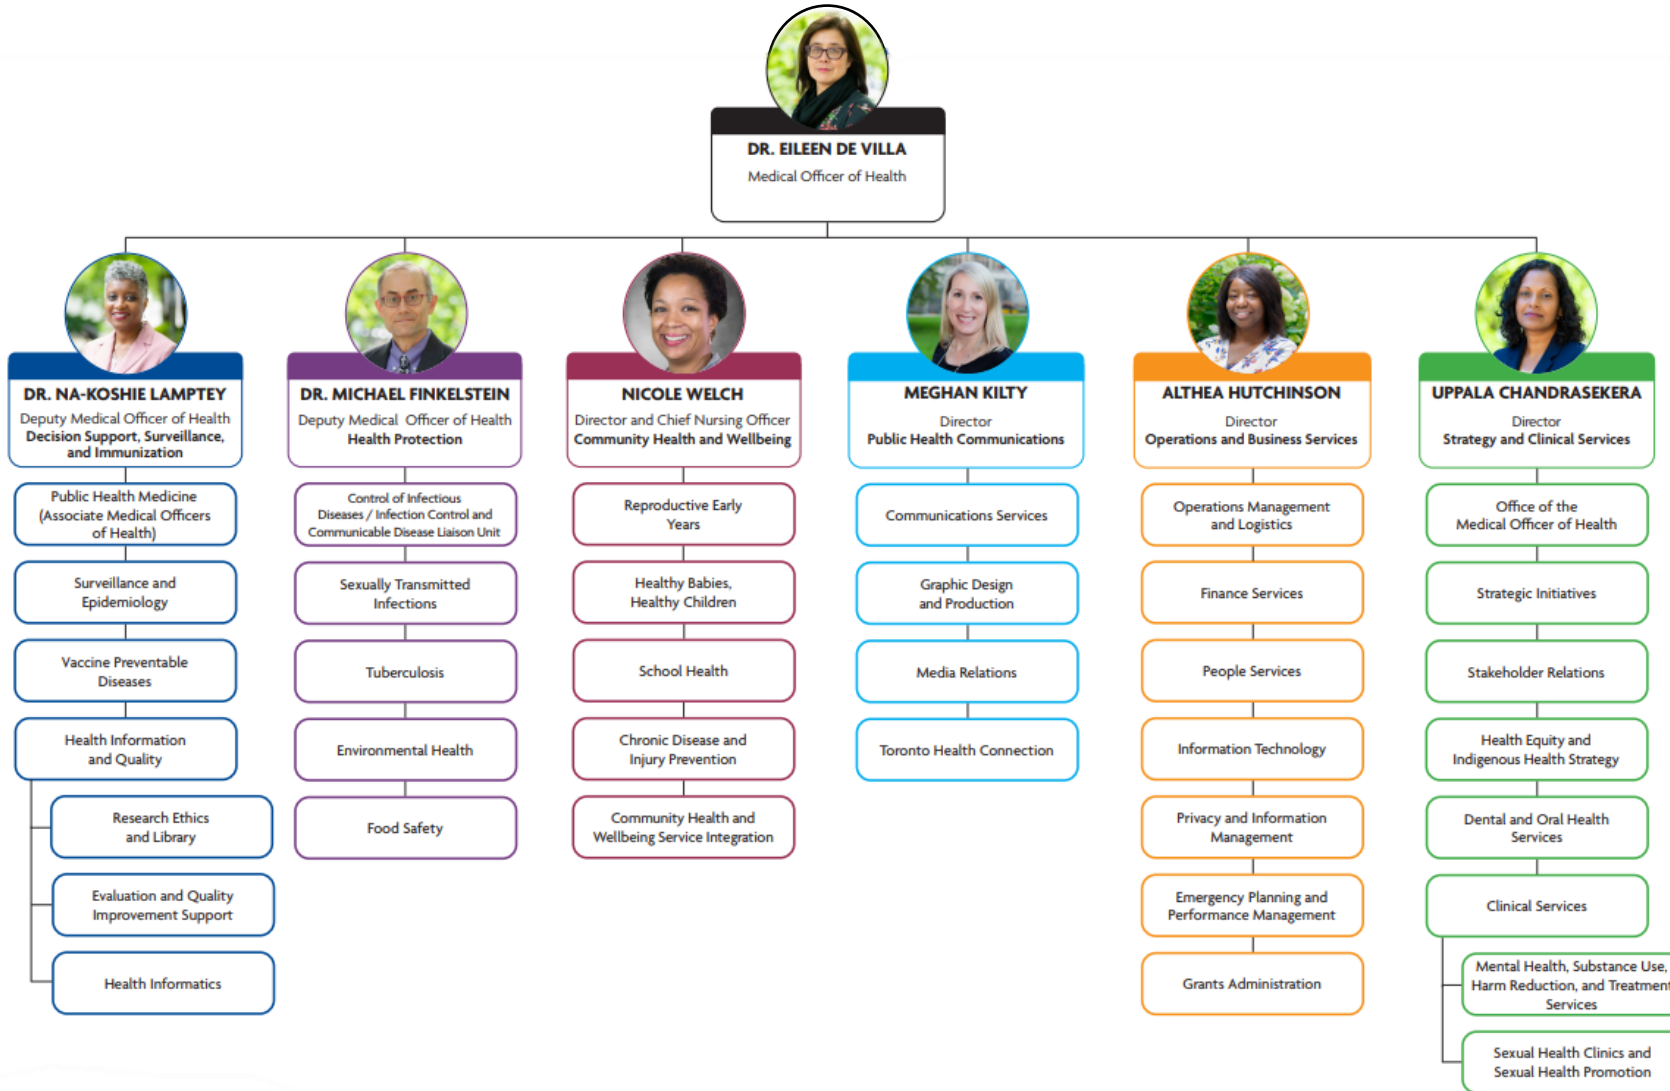 DR. EILEEN DE VILLA
Medical Officer of Health
DR. NA-KOSHIE LAMPTEY
Deputy Medical Officer of Health
Decision Support, Surveillance,
and Immunization
Public Health Medicine
(Associate Medical Officers
of Health)
Surveillance and
Epidemiology
Vaccine Preventable
Diseases
Health Information
and Quality
Research Ethics
and Library
Evaluation and Quality
Improvement Support
Health Informatics
DR. MICHAEL FINKELSTEIN
Deputy Medical Officer of Health
Health Protection
Control of Infectious
Diseases / Infection Control and
Communicable Disease Liaison Unit
Sexually Transmitted
Infections
Tuberculosis
Environmental Health
Food Safety
NICOLE WELCH
Director and Chief Nursing Officer
Community Health and Wellbeing
Reproductive Early
Years
Healthy Babies,
Healthy Children
School Health
Chronic Disease and
Injury Prevention
Community Health and
Wellbeing Service Integration
MEGHAN KILTY
Director
Public Health Communications
Communications Services
Graphic Design
and Production
Media Relations
Toronto Health Connection
ALTHEA HUTCHINSON
Director
Operations and Business Services
Operations Management
and Logistics
Finance Services
People Services
Information Technology
Privacy and Information
Management
Emergency Planning and
Performance Management
Grants Administration
UPPALA CHANDRASEKERA
Director
Strategy and Clinical Services
Office of the
Medical Officer of Health
Strategic Initiatives
Stakeholder Relations
Health Equity and
Indigenous Health Strategy
Dental and Oral Health
Services
Clinical Services
Mental Health, Substance Use,
Harm Reduction, and Treatment
Services
Sexual Health Clinics and
Sexual Health Promotion